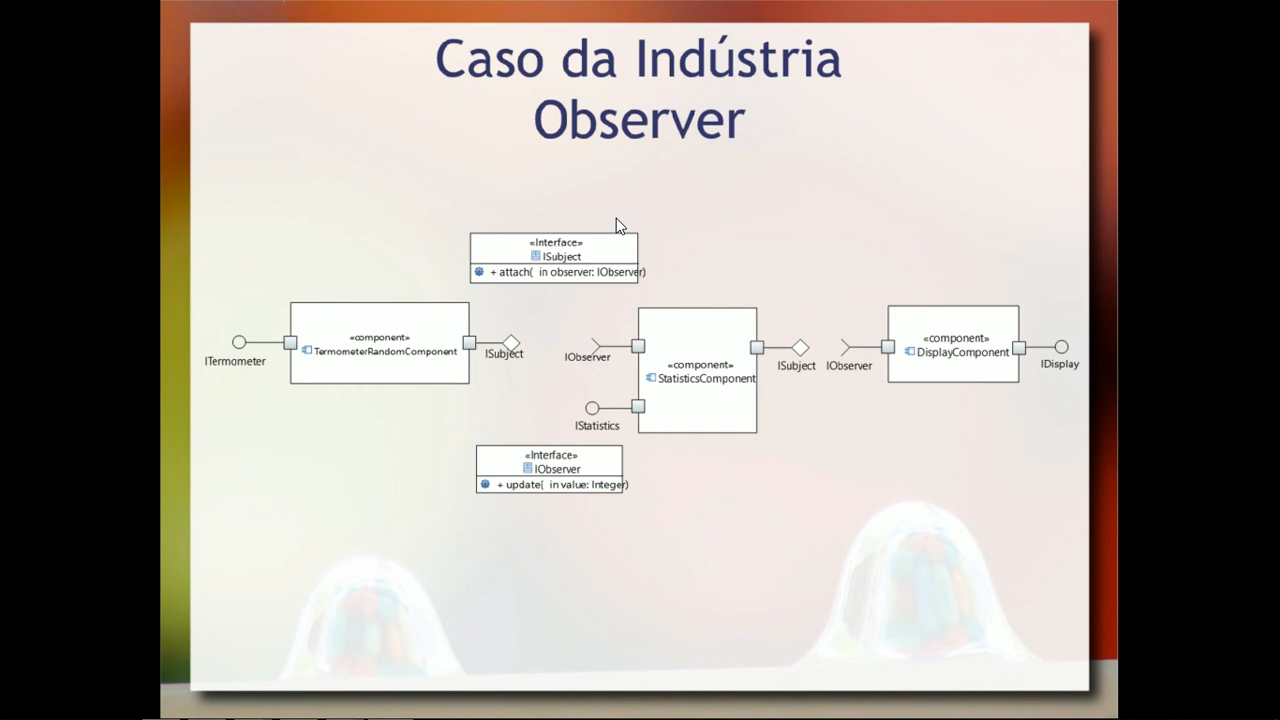 Caso da Indústria
Observer
«Interface»
ISubject
+ attach( in observer: IObserver)
«component»
TermometerRandomComponent
ITermometer
ISubject
IObserver
«component»
StatisticsComponent
IStatistics
ISubject
IObserver
«component»
DisplayComponent
IDisplay
«Interface»
IObserver
+ update( in value: Integer)